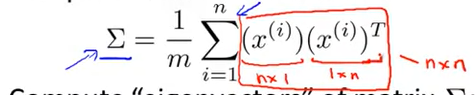 Σ = 1/m Σ_{i=1}^{n} (x^{(i)})(x^{(i)})^T
n×1 1×n n×n
Compute "eigenvectors" of matrix Σ